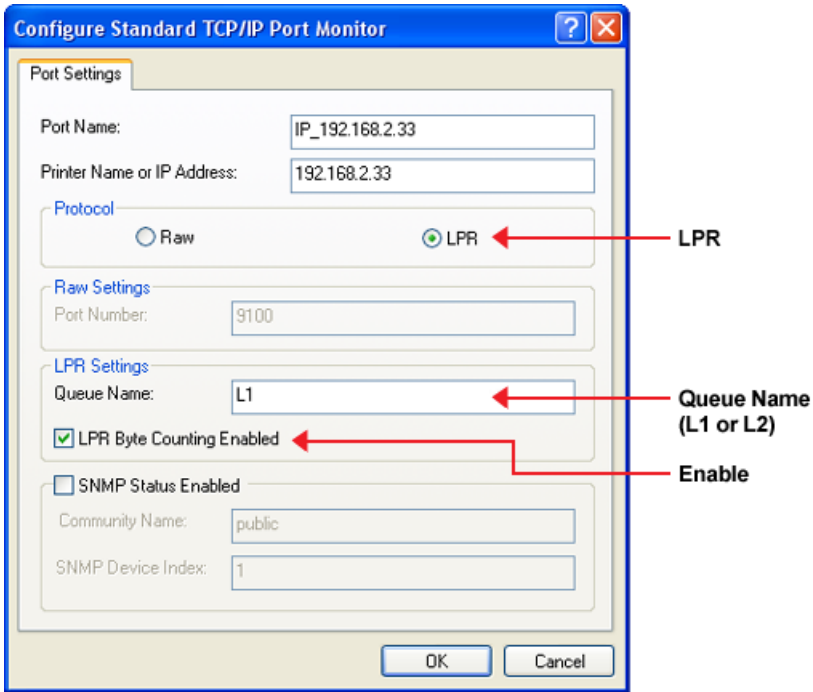 Configure Standard TCP/IP Port Monitor
Port Settings
Port Name:
IP_192.168.2.33
Printer Name or IP Address:
192.168.2.33
Protocol
Raw
LPR
LPR
Raw Settings
Port Number:
9100
LPR Settings
Queue Name:
L1
Queue Name
(L1 or L2)
LPR Byte Counting Enabled
Enable
SNMP Status Enabled
Community Name:
public
SNMP Device Index:
1
OK
Cancel